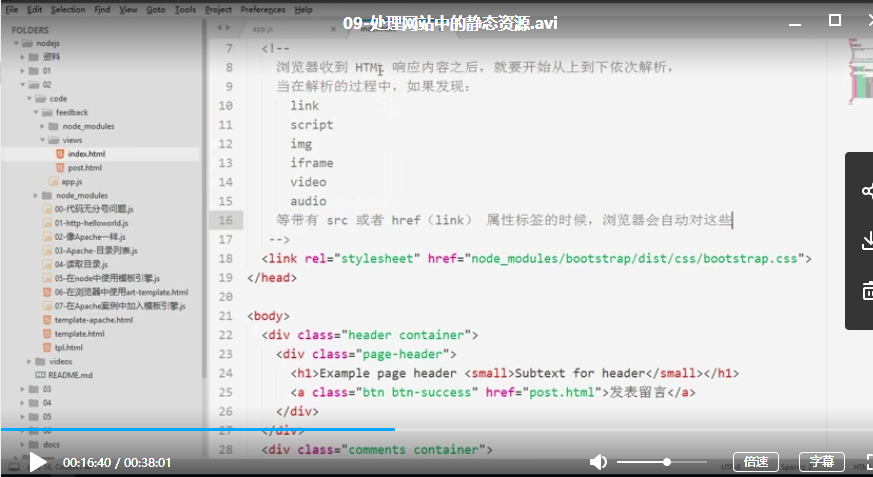 File Edit Selection Find View Goto Tools Project Preferences Help
09-处理网站中的静态资源.avi
FOLDERS
nodejs
资料
01
02
code
feedback
node_modules
views
index.html
post.html
app.js
node_modules
00-代码无分号问题.js
01-http-helloworld.js
02-像Apache一样.js
03-Apache-目录列表.js
04-读取目录.js
05-在node中使用模板引擎.js
06-在浏览器中使用art-template.html
07-在Apache案例中加入模板引擎.js
template-apache.html
template.html
tpl.html
videos
README.md
03
04
05
06
docs
app.js
7 <!--
8 浏览器收到 HTML 响应内容之后，就要开始从上到下依次解析，
9 当在解析的过程中，如果发现：
10 link
11 script
12 img
13 iframe
14 video
15 audio
16 等带有 src 或者 href（link） 属性标签的时候，浏览器会自动对这些
17 -->
18 <link rel="stylesheet" href="node_modules/bootstrap/dist/css/bootstrap.css">
19 </head>
20
21 <body>
22 <div class="header container">
23 <div class="page-header">
24 <h1>Example page header <small>Subtext for header</small></h1>
25 <a class="btn btn-success" href="post.html">发表留言</a>
26 </div>
27 </div>
28 <div class="comments container">
00:16:40 / 00:38:01
倍速
字幕